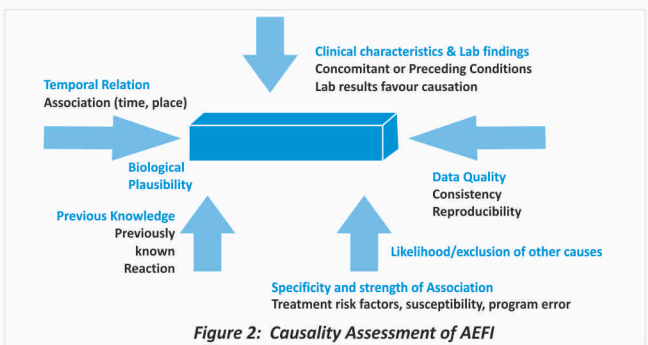 Clinical characteristics & Lab findings
Concomitant or Preceding Conditions
Lab results favour causation
Temporal Relation
Association (time, place)
Biological
Plausibility
Data Quality
Consistency
Reproducibility
Previous Knowledge
Previously
known
Reaction
Likelihood/exclusion of other causes
Specificity and strength of Association
Treatment risk factors, susceptibility, program error
Figure 2: Causality Assessment of AEFI